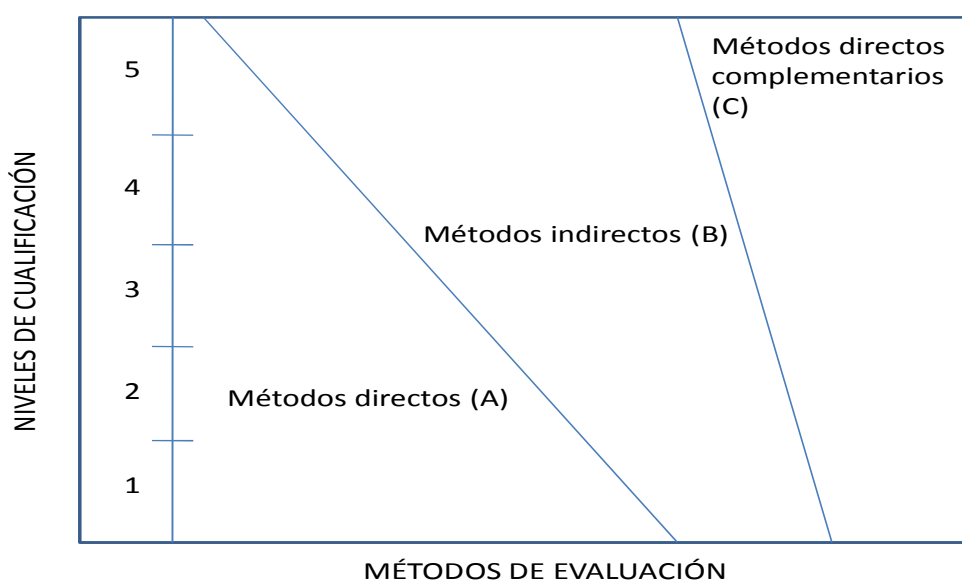 NIVELES DE CUALIFICACIÓN
5
4
3
2
1
Métodos directos
complementarios
(C)
Métodos indirectos (B)
Métodos directos (A)
MÉTODOS DE EVALUACIÓN